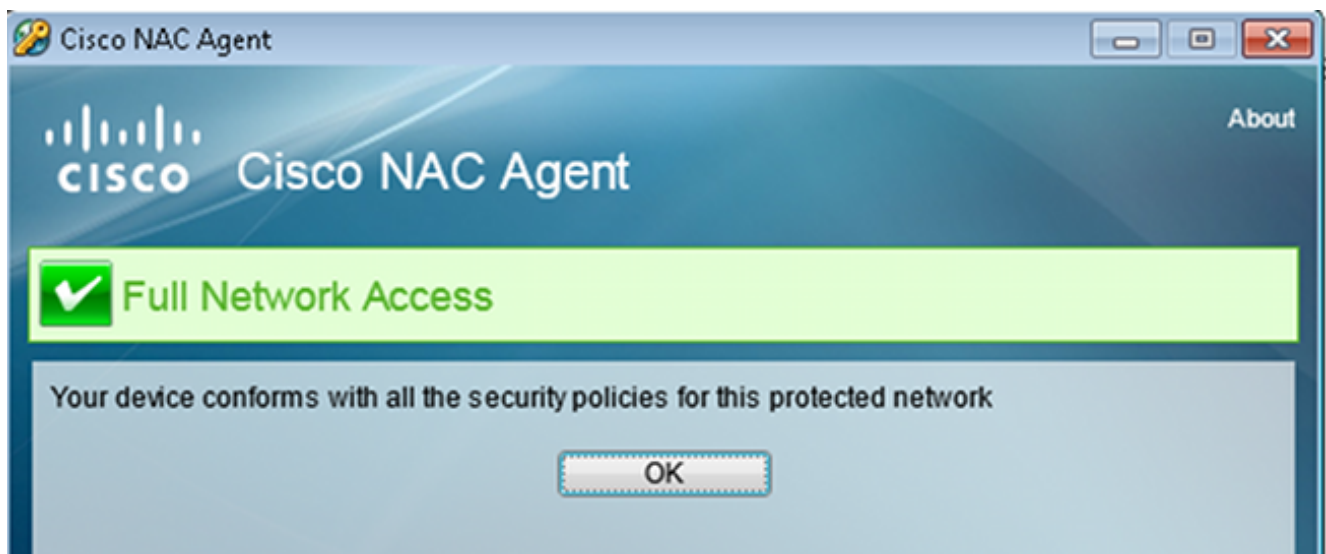 Cisco NAC Agent
About
CISCO Cisco NAC Agent
Full Network Access
Your device conforms with all the security policies for this protected network
OK